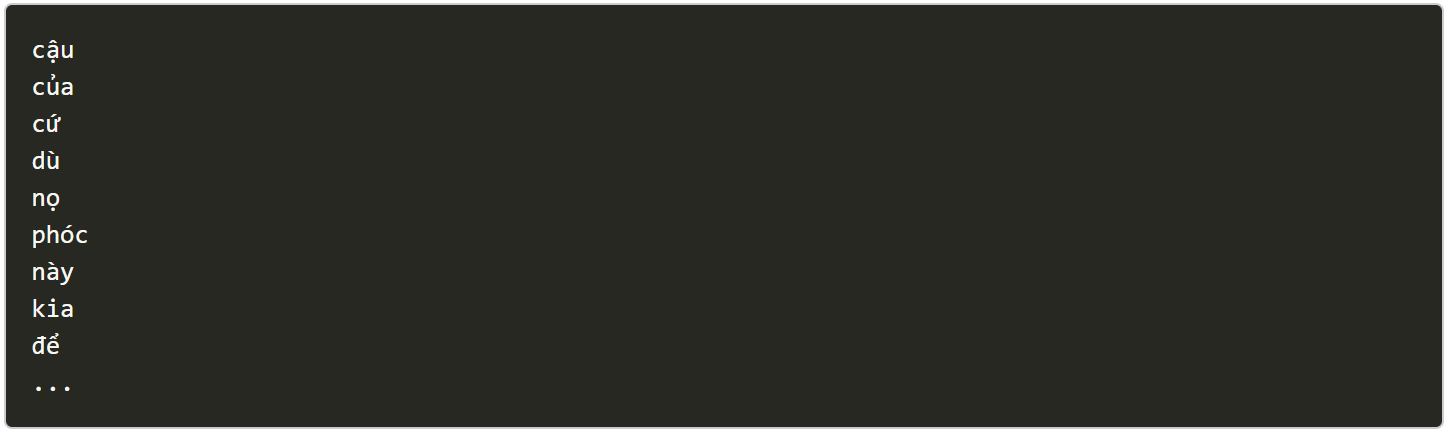 cậu
của
cứ
dù
nọ
phóc
này
kia
để
...